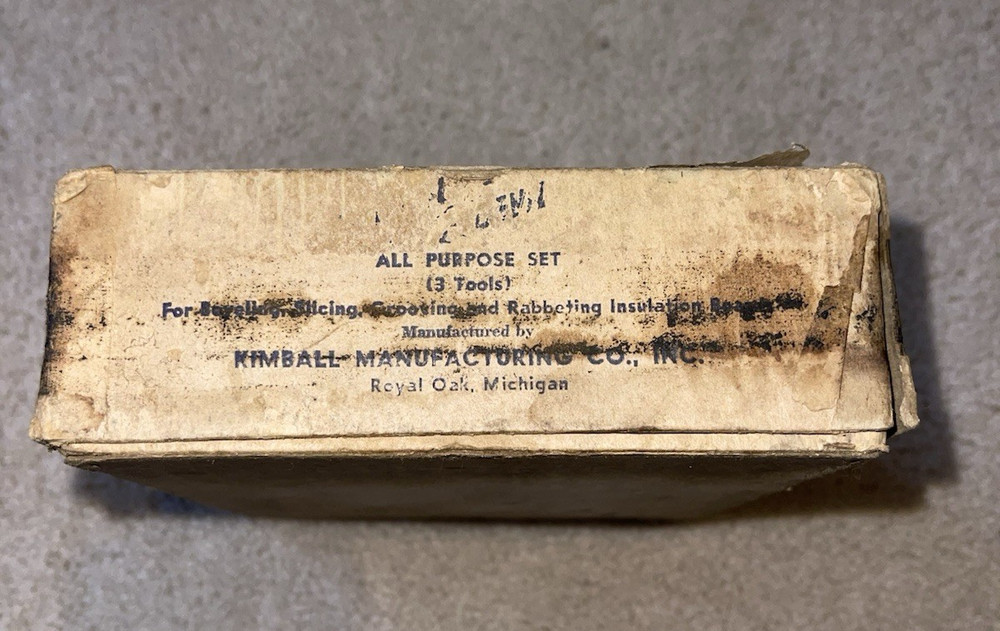 ALL PURPOSE SET
(3 Tools)
For Beveling, Slicing, Grooving and Rabbeting Insulation Board
Manufactured by
KIMBALL MANUFACTURING CO., INC.
Royal Oak, Michigan